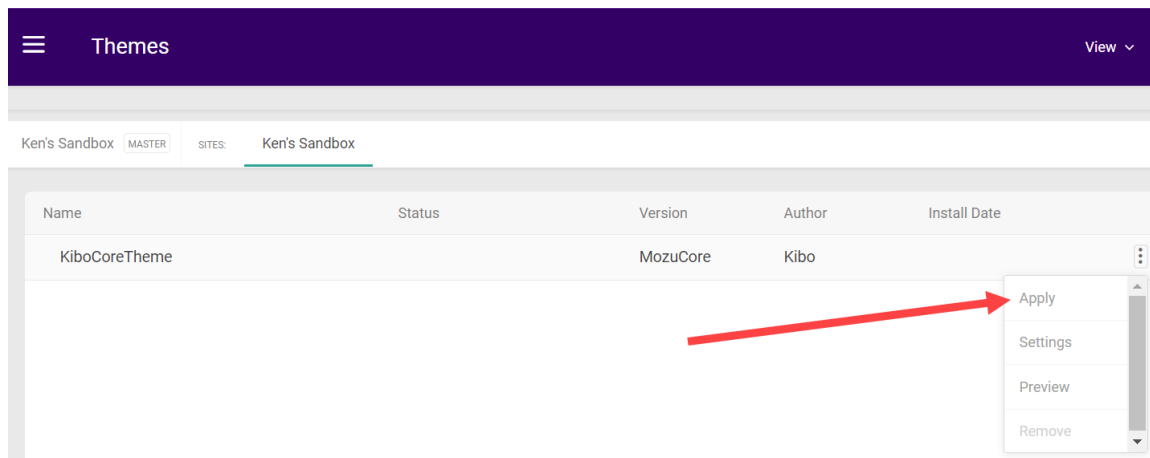 Themes View
Ken's Sandbox MASTER SITES: Ken's Sandbox
Name Status Version Author Install Date
KiboCoreTheme MozuCore Kibo
Apply
Settings
Preview
Remove